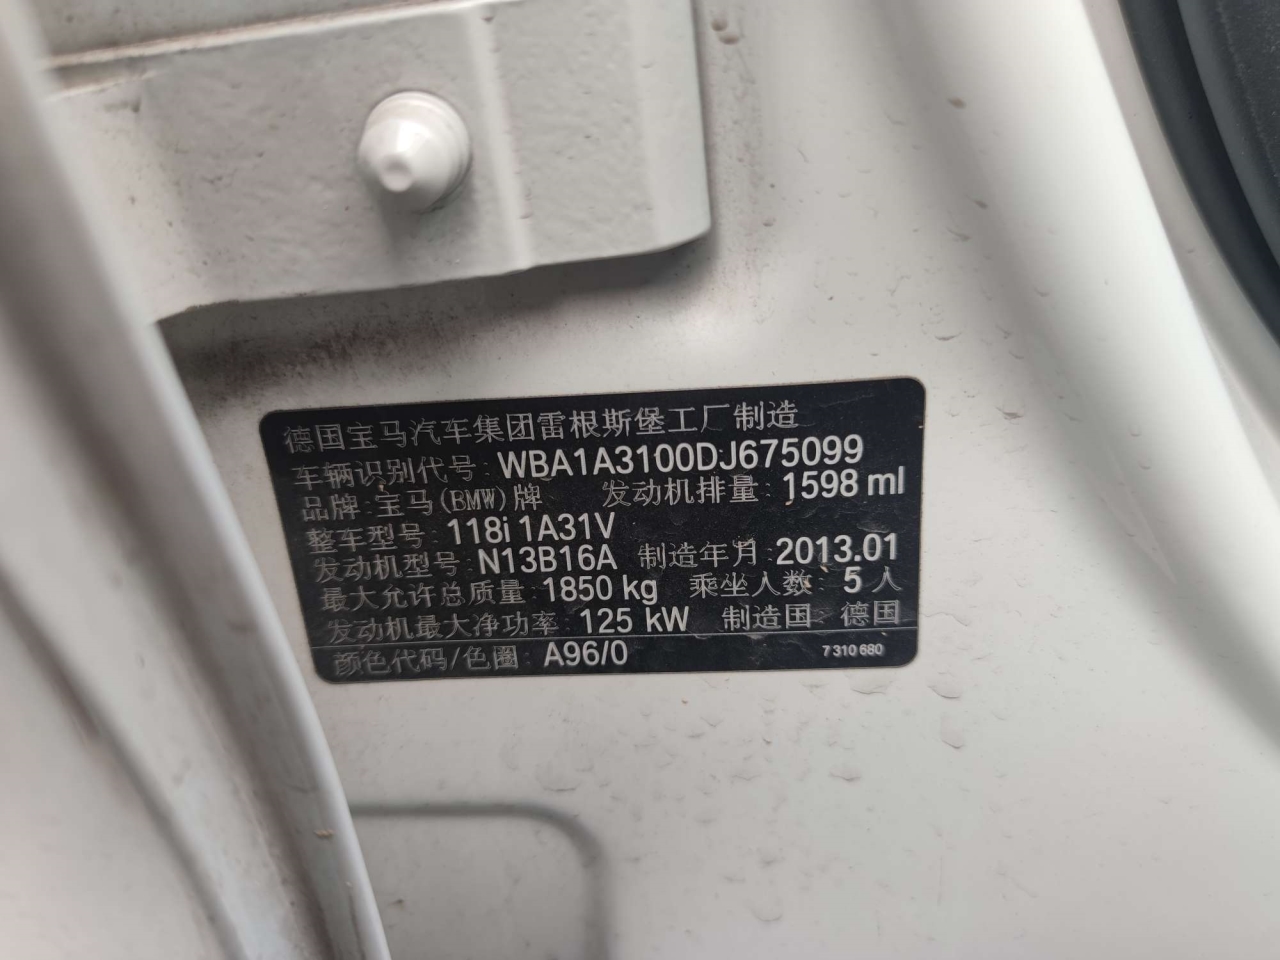 德国宝马汽车集团雷根斯堡工厂制造
车辆识别代号: WBA1A3100DJ675099
品牌:宝马(BMW)牌 发动机排量: 1598 ml
整车型号: 118i 1A31V
发动机型号: N13B16A 制造年月: 2013.01
最大允许总质量: 1850 kg 乘坐人数: 5人
发动机最大净功率: 125 kW 制造国 德国
颜色代码/色圈: A96/0 7 310 680